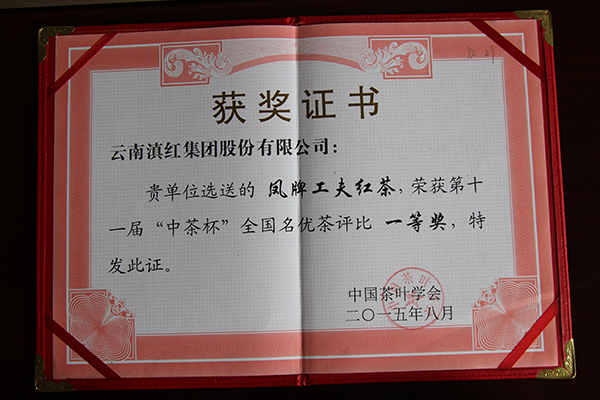 获奖证书
云南滇红集团股份有限公司：
贵单位选送的 凤牌工夫红茶，荣获第十
一届“中茶杯”全国名优茶评比 一等奖，特
发此证。
中国茶叶学会
二〇一五年八月